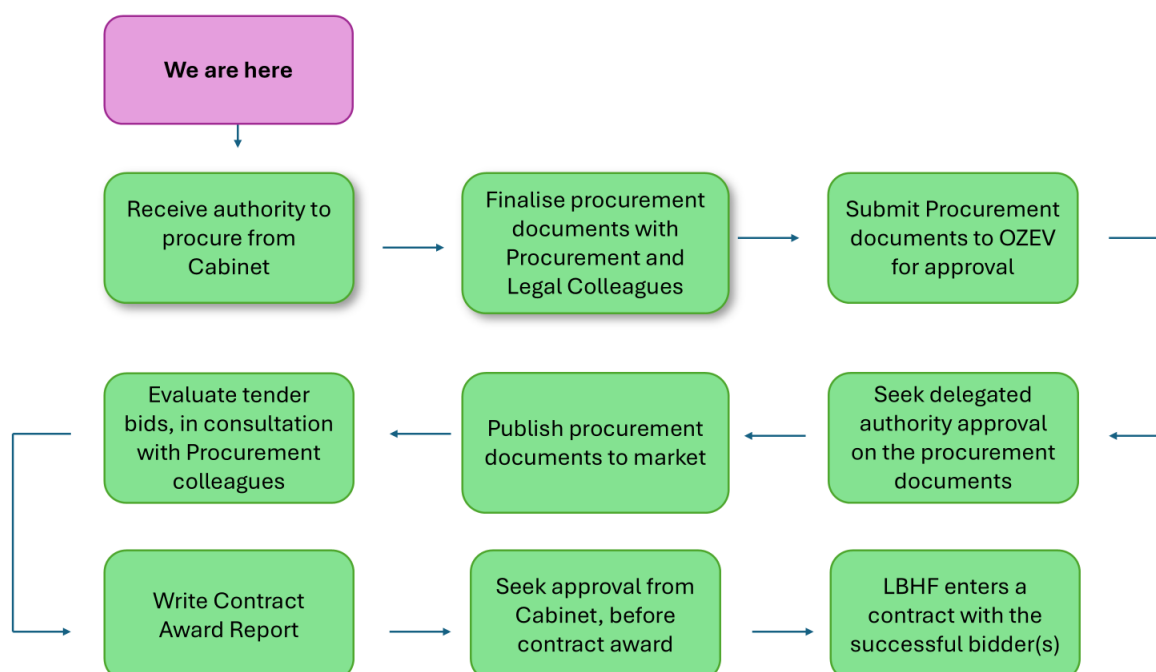 We are here
Receive authority to
procure from
Cabinet
Finalise procurement
documents with
Procurement and
Legal Colleagues
Submit Procurement
documents to OZEV
for approval
Seek delegated
authority approval
on the procurement
documents
Publish procurement
documents to market
Evaluate tender
bids, in consultation
with Procurement
colleagues
Write Contract
Award Report
Seek approval from
Cabinet, before
contract award
LBHF enters a
contract with the
successful bidder(s)